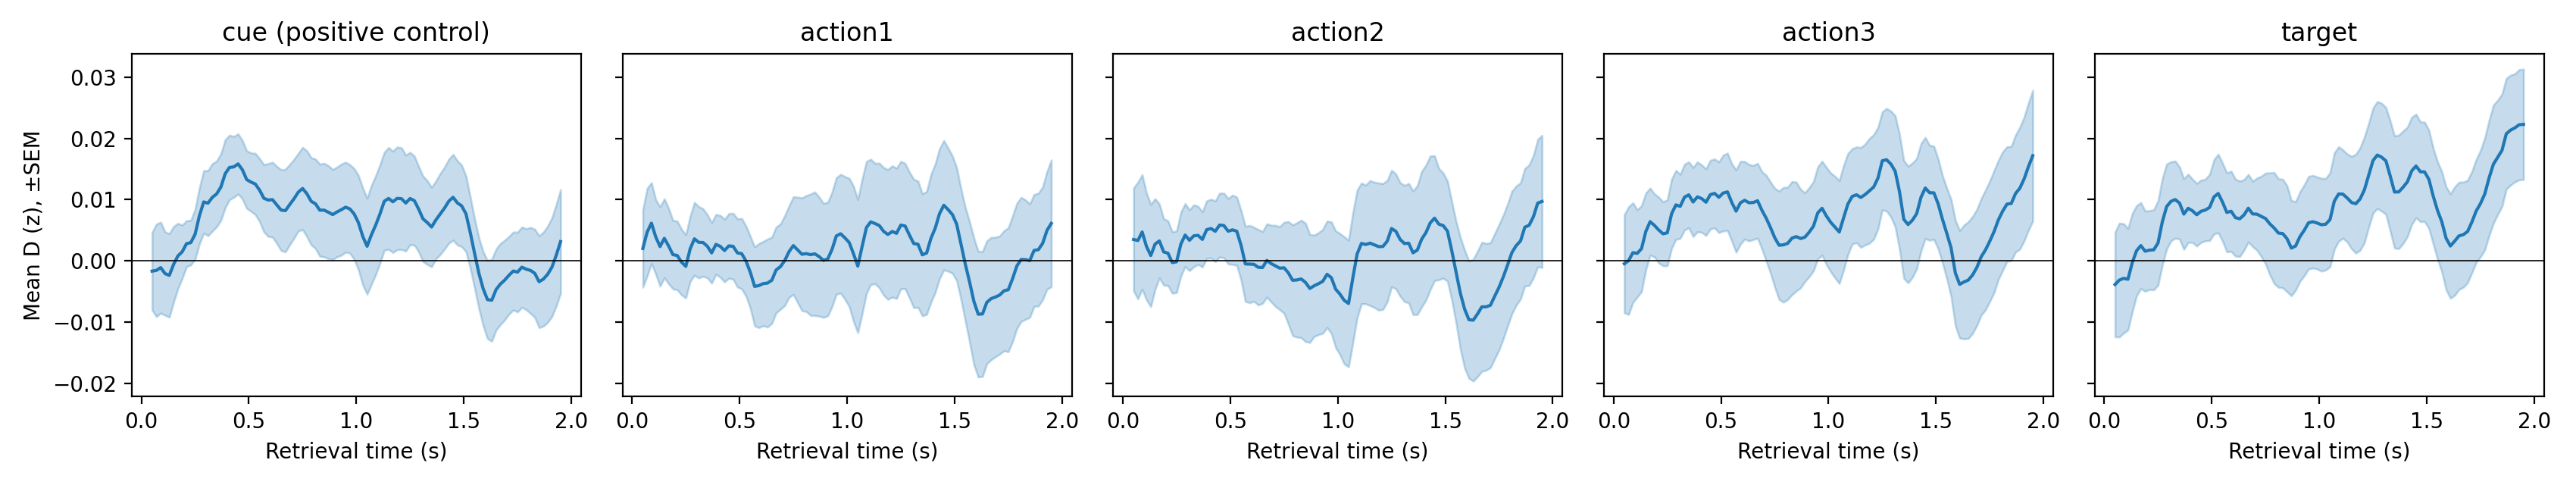 cue (positive control)
action1
action2
action3
target
Mean D (z), ±SEM
0.03
0.02
0.01
0.00
−0.01
−0.02
0.0 0.5 1.0 1.5 2.0
0.0 0.5 1.0 1.5 2.0
0.0 0.5 1.0 1.5 2.0
0.0 0.5 1.0 1.5 2.0
0.0 0.5 1.0 1.5 2.0
Retrieval time (s)
Retrieval time (s)
Retrieval time (s)
Retrieval time (s)
Retrieval time (s)